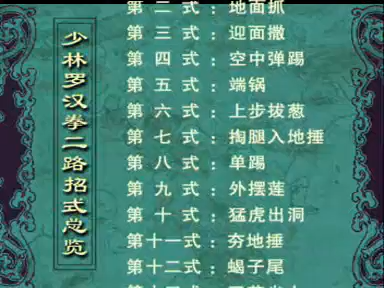 少林罗汉拳二路招式总览
第二式：地面抓
第三式：迎面撒
第四式：空中弹踢
第五式：端锅
第六式：上步拔葱
第七式：掏腿入地捶
第八式：单踢
第九式：外摆莲
第十式：猛虎出洞
第十一式：夯地捶
第十二式：蝎子尾